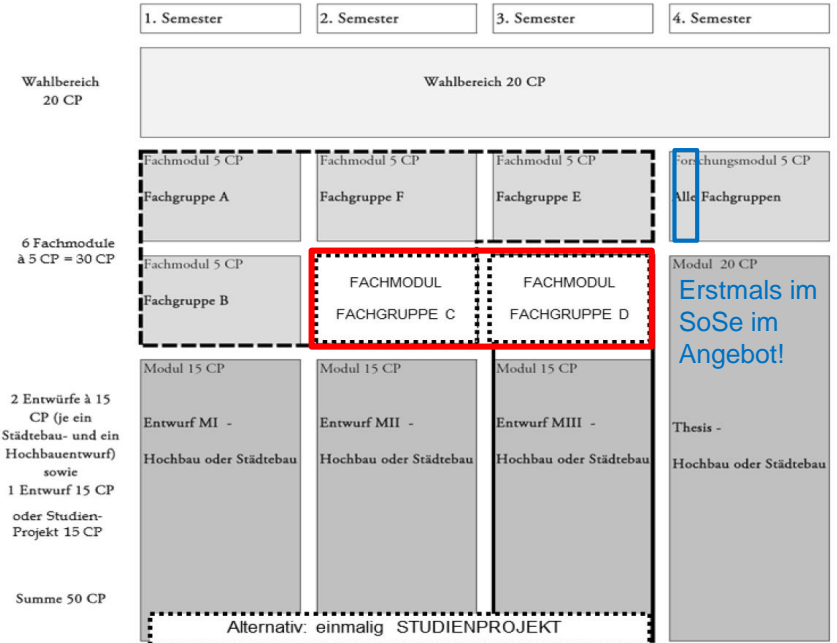 1. Semester
2. Semester
3. Semester
4. Semester
Wahlbereich
20 CP
Wahlbereich 20 CP
6 Fachmodule
à 5 CP = 30 CP
Fachmodul 5 CP
Fachgruppe A
Fachmodul 5 CP
Fachgruppe F
Fachmodul 5 CP
Fachgruppe E
Forschungsmodul 5 CP
Alle Fachgruppen
Fachmodul 5 CP
Fachgruppe B
FACHMODUL
FACHGRUPPE C
FACHMODUL
FACHGRUPPE D
Modul 20 CP
Erstmals im
SoSe im
Angebot!
2 Entwürfe à 15
CP (je ein
Städtebau- und ein
Hochbauentwurf)
sowie
1 Entwurf 15 CP
oder Studien-
Projekt 15 CP
Summe 50 CP
Modul 15 CP
Entwurf MI -
Hochbau oder Städtebau
Modul 15 CP
Entwurf MII -
Hochbau oder Städtebau
Modul 15 CP
Entwurf MIII -
Hochbau oder Städtebau
Thesis -
Hochbau oder Städtebau
Alternativ: einmalig STUDIENPROJEKT